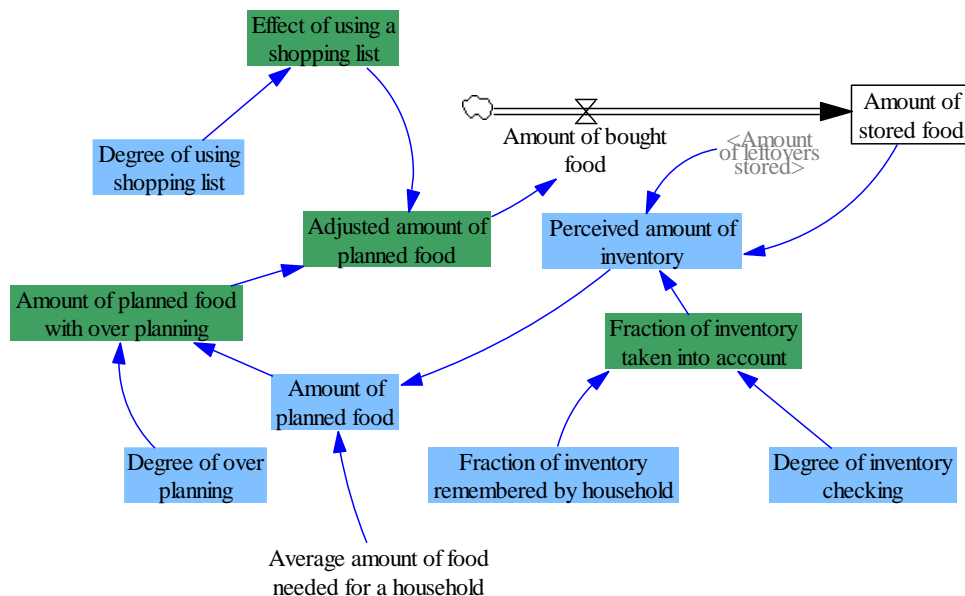 Effect of using a
shopping list
Amount of
stored food
Amount of bought
food
<Amount
of leftovers
stored>
Degree of using
shopping list
Adjusted amount of
planned food
Perceived amount of
inventory
Amount of planned food
with over planning
Fraction of inventory
taken into account
Amount of
planned food
Degree of over
planning
Fraction of inventory
remembered by household
Degree of inventory
checking
Average amount of food
needed for a household